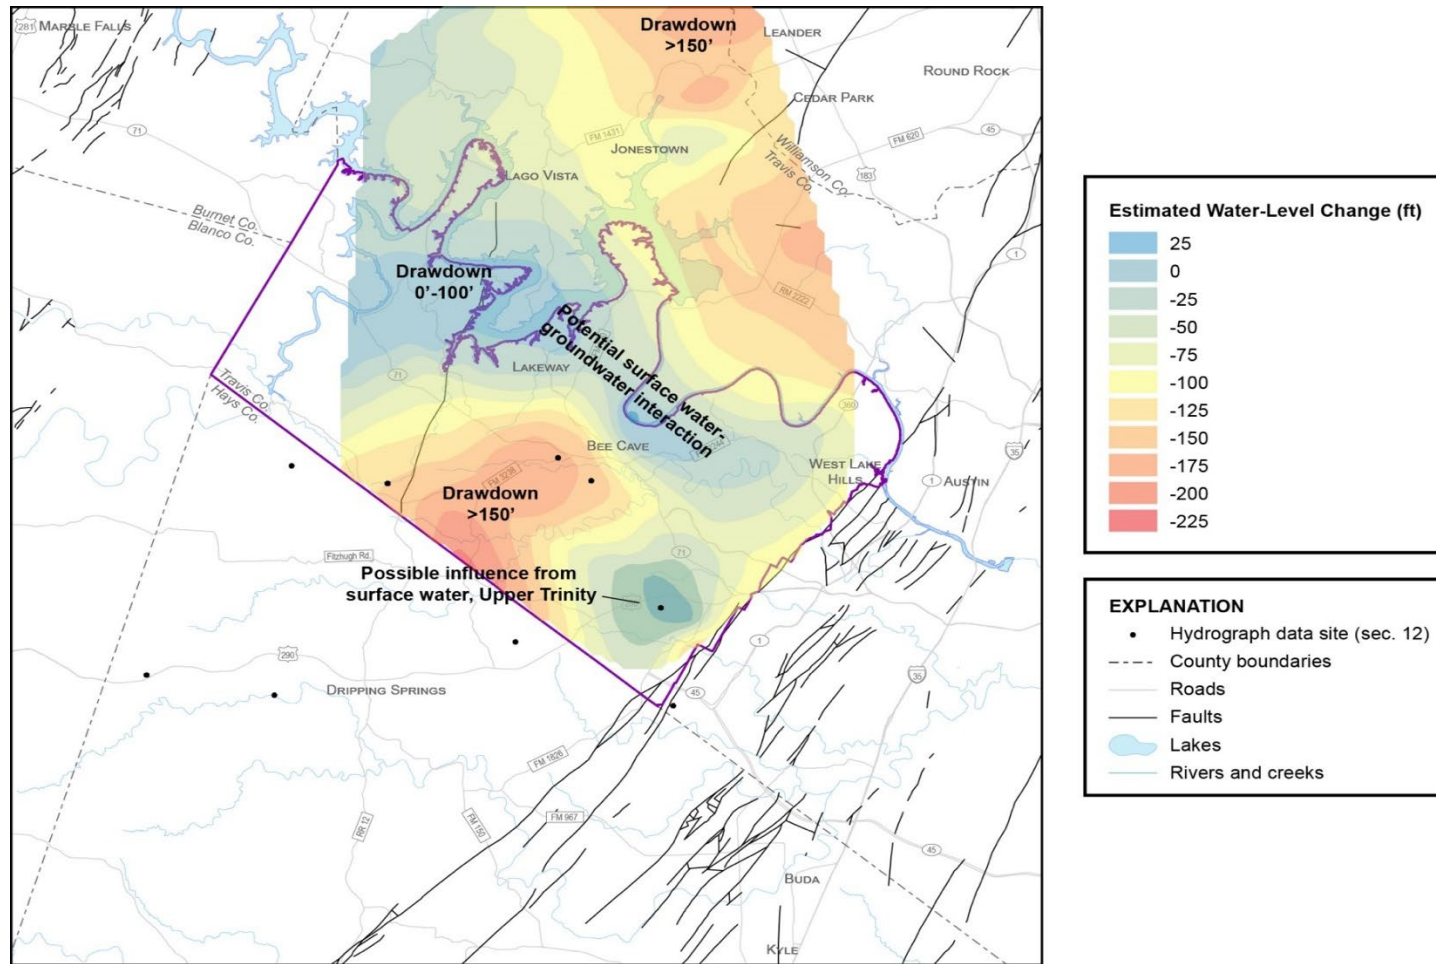 281
MARBLE FALLS
Drawdown
>150'
LEANDER
ROUND ROCK
CEDAR PARK
71
FM 1431
FM 620
45
JONESTOWN
Williamson Co.
Travis Co.
183
LAGO VISTA
Burnet Co.
Blanco Co.
1
Drawdown
0'-100'
RM 2222
Potential surface water-
groundwater interaction
LAKEWAY
71
Travis Co.
Hays Co.
360
BEE CAVE
2244
35
WEST LAKE
HILLS
1
AUSTIN
FM 3238
Drawdown
>150'
Fitzhugh Rd.
71
Possible influence from
surface water, Upper Trinity
1
290
35
DRIPPING SPRINGS
45
FM 1826
RR 12
FM 150
FM 967
45
BUDA
KYLE
Estimated Water-Level Change (ft)
25
0
-25
-50
-75
-100
-125
-150
-175
-200
-225
EXPLANATION
Hydrograph data site (sec. 12)
County boundaries
Roads
Faults
Lakes
Rivers and creeks